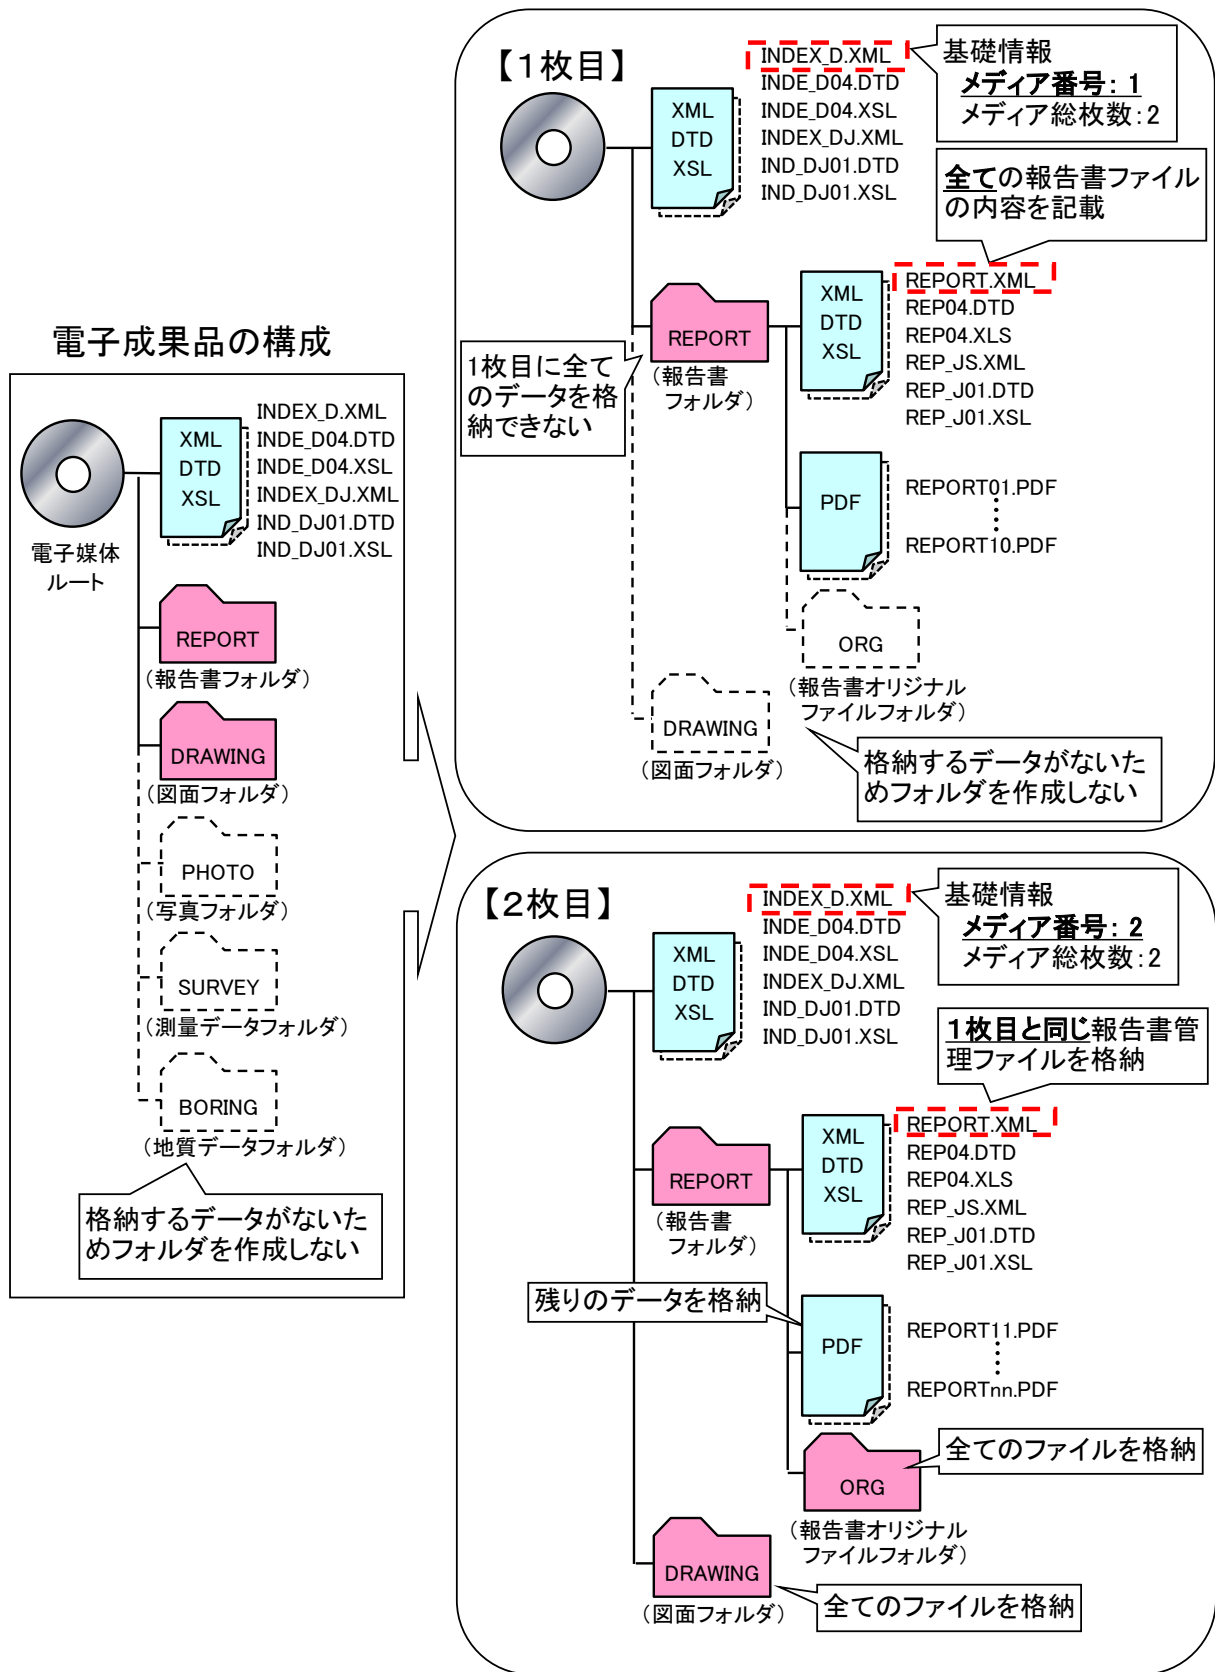 電子成果品の構成
電子媒体
ルート
XML
DTD
XSL
INDEX_D.XML
INDE_D04.DTD
INDE_D04.XSL
INDEX_DJ.XML
IND_DJ01.DTD
IND_DJ01.XSL
REPORT
（報告書フォルダ）
DRAWING
（図面フォルダ）
PHOTO
（写真フォルダ）
SURVEY
（測量データフォルダ）
BORING
（地質データフォルダ）
格納するデータがないた
めフォルダを作成しない
【1枚目】
XML
DTD
XSL
INDEX_D.XML
INDE_D04.DTD
INDE_D04.XSL
INDEX_DJ.XML
IND_DJ01.DTD
IND_DJ01.XSL
基礎情報
メディア番号：1
メディア総枚数：2
全ての報告書ファイル
の内容を記載
REPORT
（報告書
フォルダ）
1枚目に全て
のデータを格
納できない
XML
DTD
XSL
REPORT.XML
REP04.DTD
REP04.XLS
REP_JS.XML
REP_J01.DTD
REP_J01.XSL
PDF
REPORT01.PDF
REPORT10.PDF
ORG
（報告書オリジナル
ファイルフォルダ）
DRAWING
（図面フォルダ）
格納するデータがないた
めフォルダを作成しない
【2枚目】
XML
DTD
XSL
INDEX_D.XML
INDE_D04.DTD
INDE_D04.XSL
INDEX_DJ.XML
IND_DJ01.DTD
IND_DJ01.XSL
基礎情報
メディア番号：2
メディア総枚数：2
1枚目と同じ報告書管
理ファイルを格納
REPORT
（報告書
フォルダ）
XML
DTD
XSL
REPORT.XML
REP04.DTD
REP04.XLS
REP_JS.XML
REP_J01.DTD
REP_J01.XSL
残りのデータを格納
PDF
REPORT11.PDF
REPORTnn.PDF
ORG
全てのファイルを格納
（報告書オリジナル
ファイルフォルダ）
DRAWING
（図面フォルダ）
全てのファイルを格納